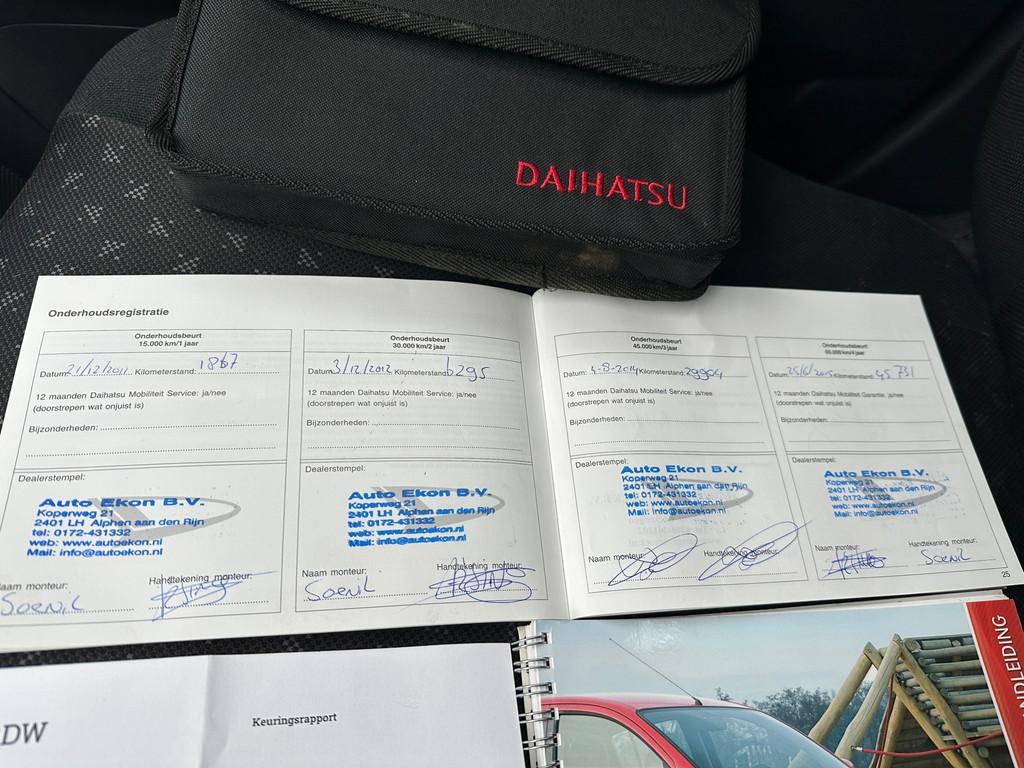 DAIHATSU
Onderhoudsregistratie
Onderhoudsbeurt
15.000 km/1 jaar
Datum: 21/12/2011 Kilometerstand: 1867
12 maanden Daihatsu Mobiliteit Service: ja/nee
(doorstrepen wat onjuist is)
Bijzonderheden:
Dealerstempel:
Auto Ekon B.V.
Koperweg 21
2401 LH Alphen aan den Rijn
tel: 0172-431332
web: www.autoekon.nl
Mail: info@autoekon.nl
Naam monteur: Handtekening monteur:
Soenil
Onderhoudsbeurt
30.000 km/2 jaar
Datum: 3/12/2012 Kilometerstand: 6295
12 maanden Daihatsu Mobiliteit Service: ja/nee
(doorstrepen wat onjuist is)
Bijzonderheden:
Dealerstempel:
Auto Ekon B.V.
Koperweg 21
2401 LH Alphen aan den Rijn
tel: 0172-431332
web: www.autoekon.nl
Mail: info@autoekon.nl
Naam monteur: Handtekening monteur:
Soenil
Onderhoudsbeurt
45.000 km/3 jaar
Datum: 4-8-2014 Kilometerstand: 29904
12 maanden Daihatsu Mobiliteit Service: ja/nee
(doorstrepen wat onjuist is)
Bijzonderheden:
Dealerstempel:
Auto Ekon B.V.
Koperweg 21
2401 LH Alphen aan den Rijn
tel: 0172-431332
web: www.autoekon.nl
Mail: info@autoekon.nl
Naam monteur: Handtekening monteur:
Onderhoudsbeurt
60.000 km/4 jaar
Datum: 25/6/2015 Kilometerstand: 45731
12 maanden Daihatsu Mobiliteit Garantie: ja/nee
(doorstrepen wat onjuist is)
Bijzonderheden:
Dealerstempel:
Auto Ekon B.V.
Koperweg 21
2401 LH Alphen aan den Rijn
tel: 0172-431332
web: www.autoekon.nl
Mail: info@autoekon.nl
Naam monteur: Handtekening monteur:
Soenil
25
DW
Keuringsrapport
NDLEIDING